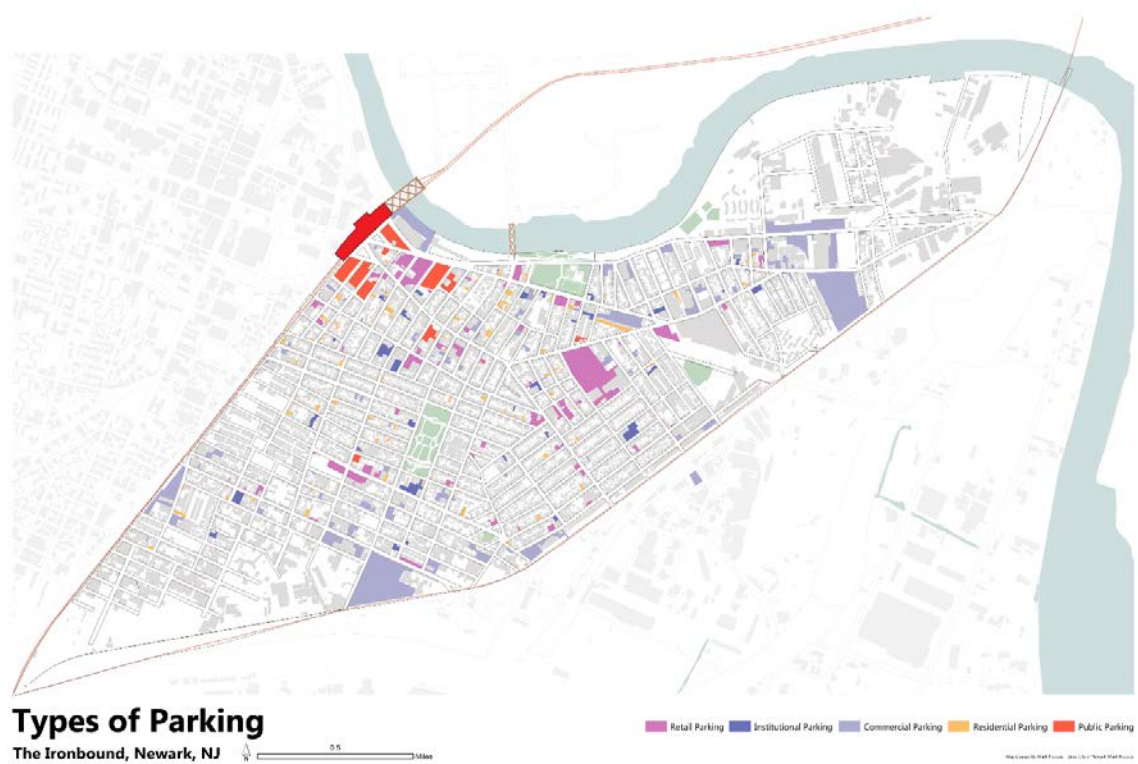 Types of Parking
The Ironbound, Newark, NJ
N
0.5
Miles
Retail Parking
Institutional Parking
Commercial Parking
Residential Parking
Public Parking